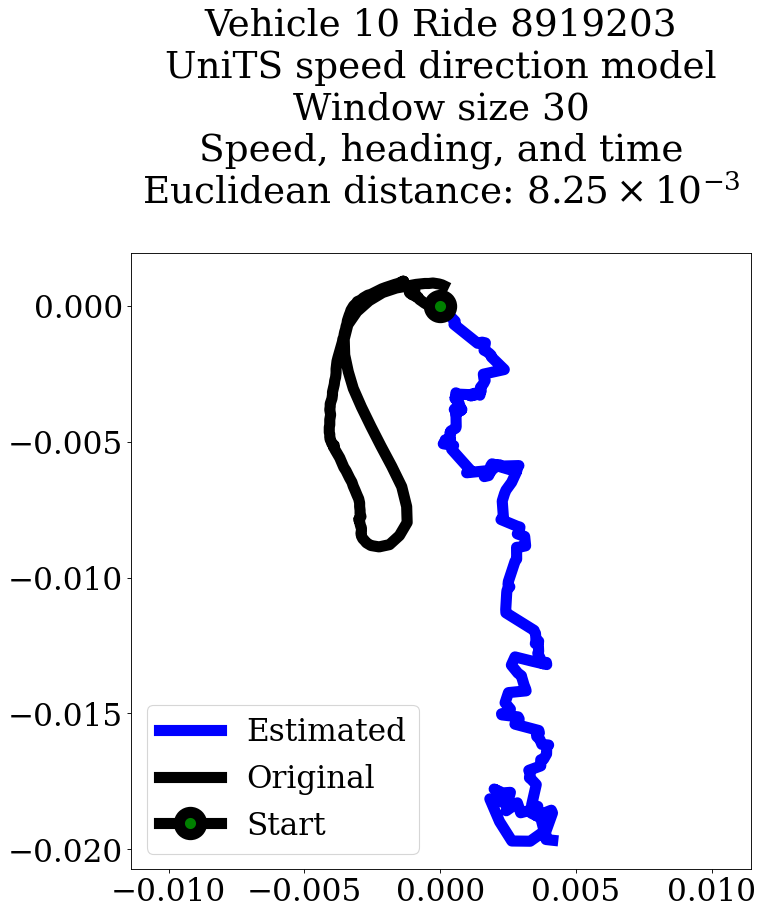 Vehicle 10 Ride 8919203
UniTS speed direction model
Window size 30
Speed, heading, and time
Euclidean distance: 8.25 × 10⁻³
0.000
−0.005
−0.010
−0.015
−0.020
Estimated
Original
Start
−0.010 −0.005 0.000 0.005 0.010